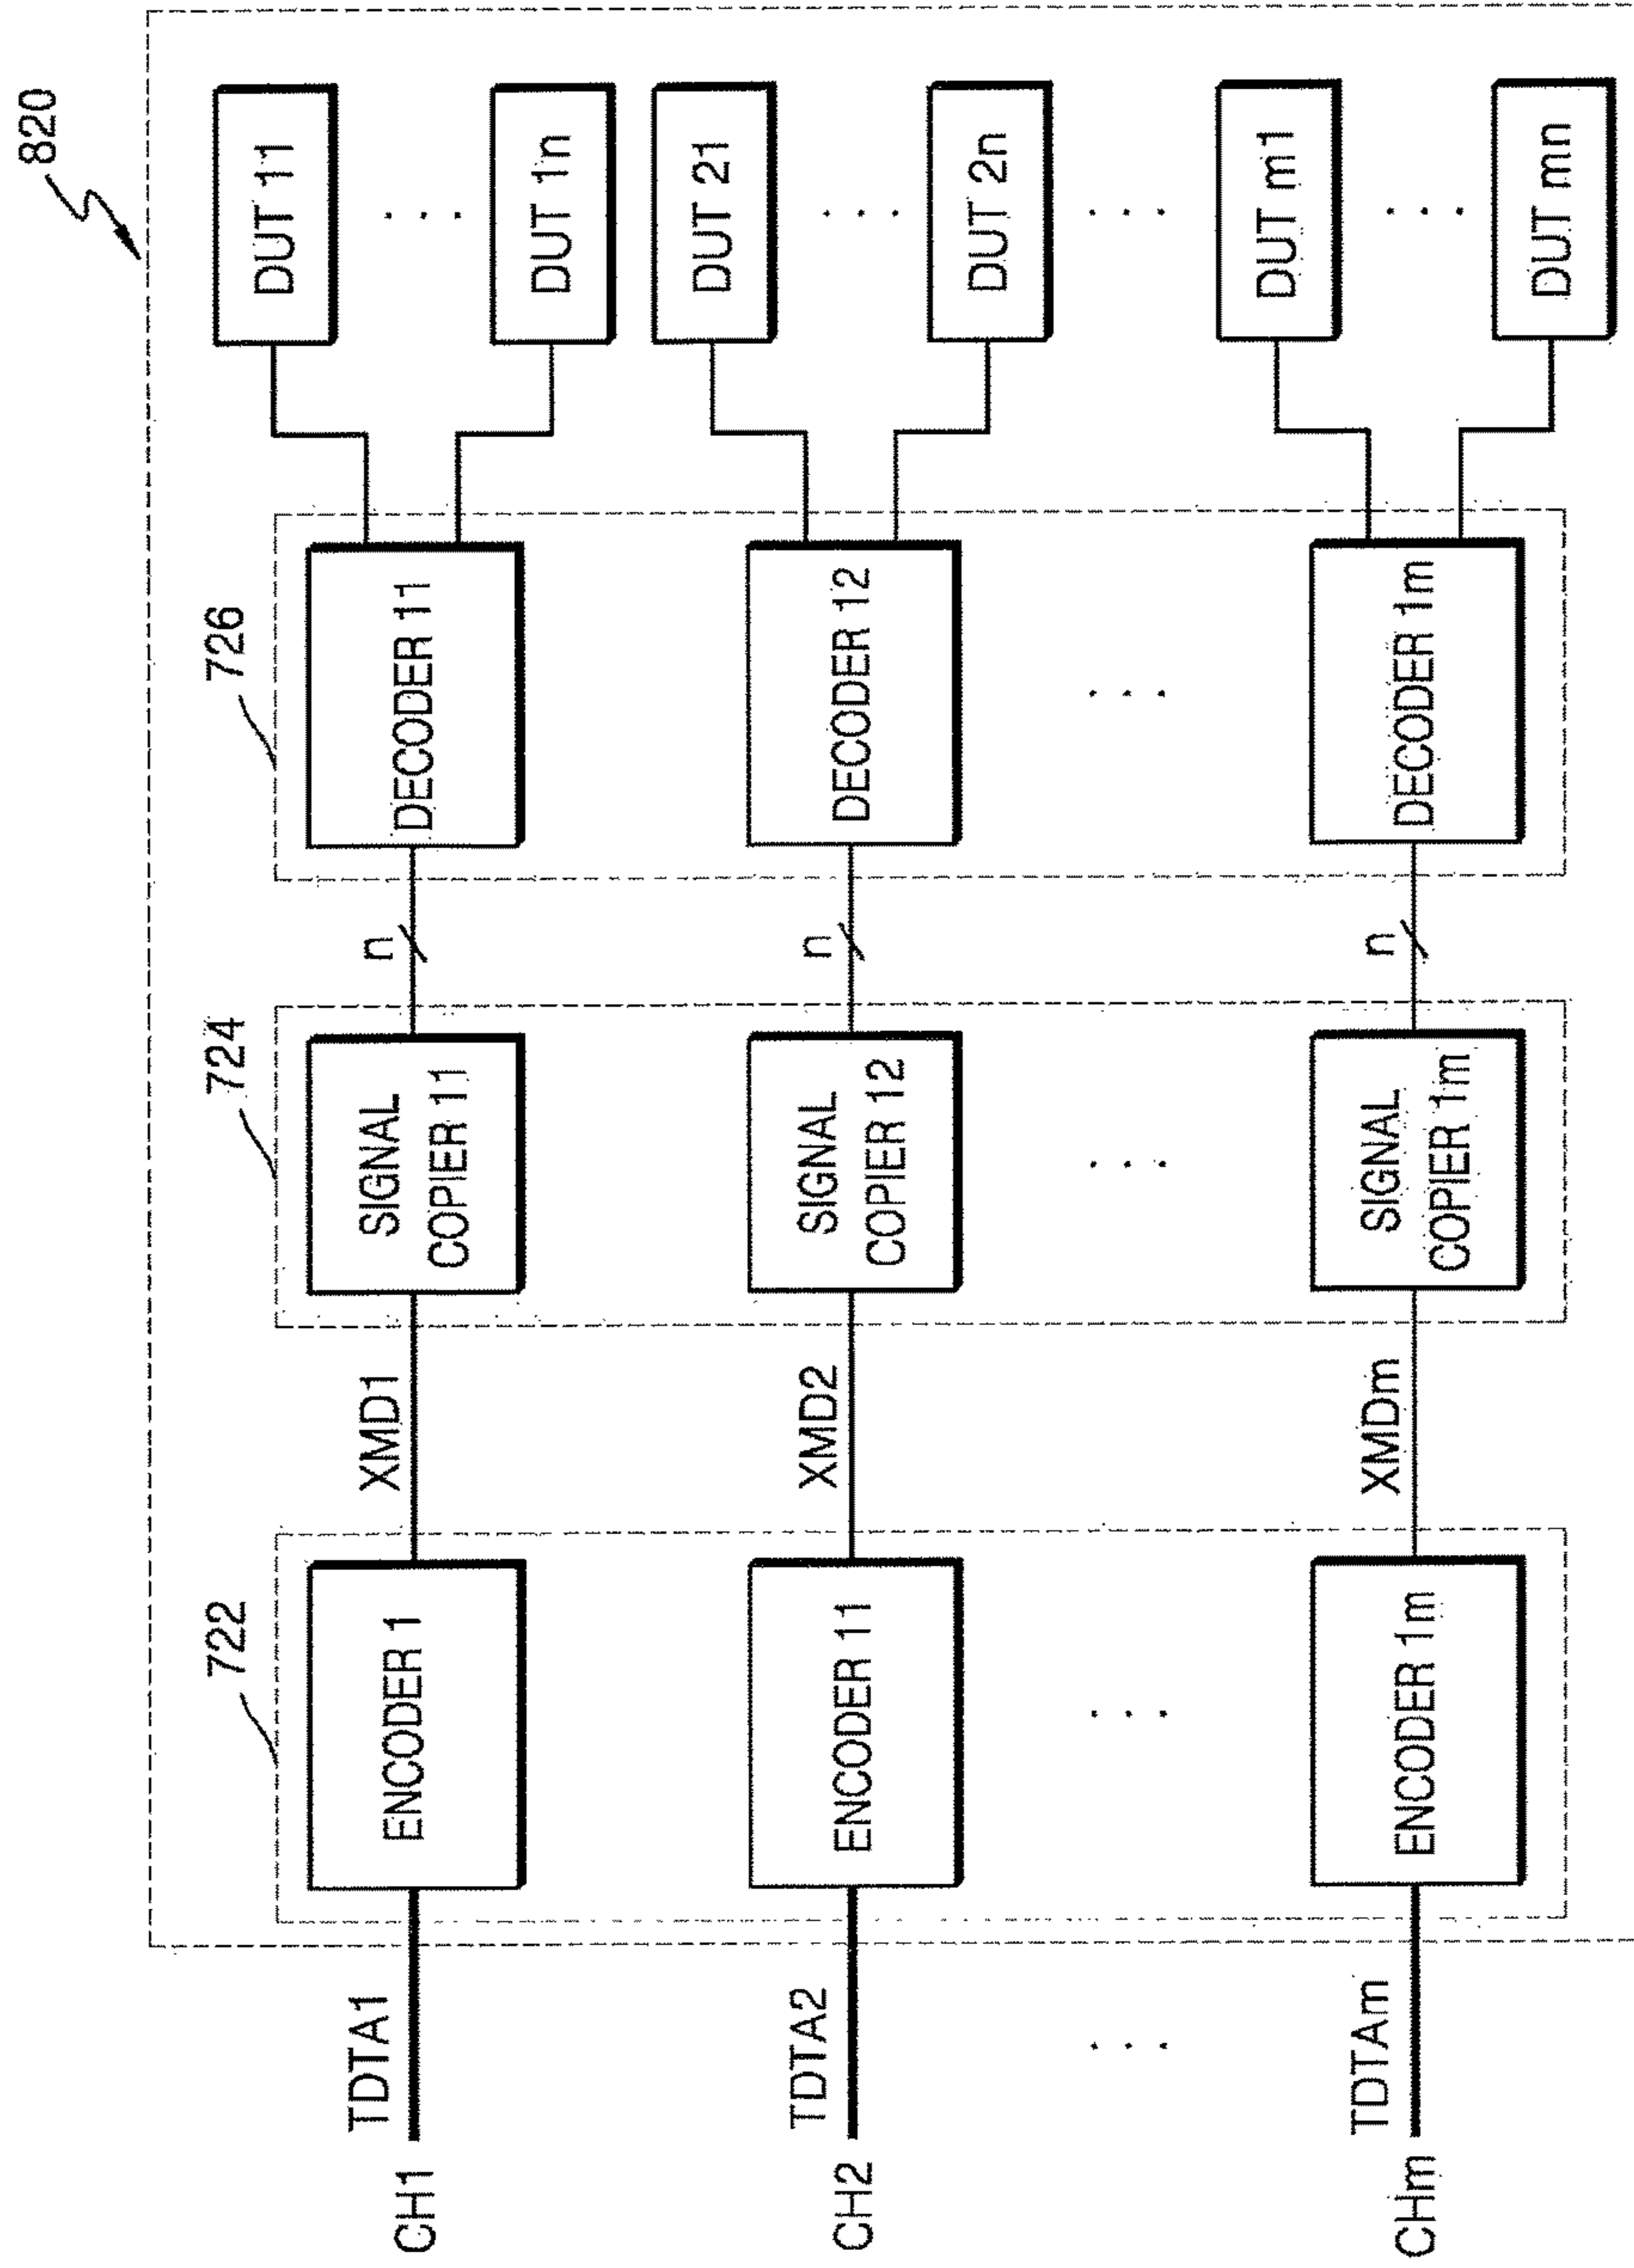 820
722
724
726
CH1
TDTA1
ENCODER 1
XMD1
SIGNAL
COPIER 11
n
DECODER 11
DUT 11
DUT 1n
CH2
TDTA2
ENCODER 11
XMD2
SIGNAL
COPIER 12
n
DECODER 12
DUT 21
DUT 2n
CHm
TDTAm
ENCODER 1m
XMDm
SIGNAL
COPIER 1m
n
DECODER 1m
DUT m1
DUT mn